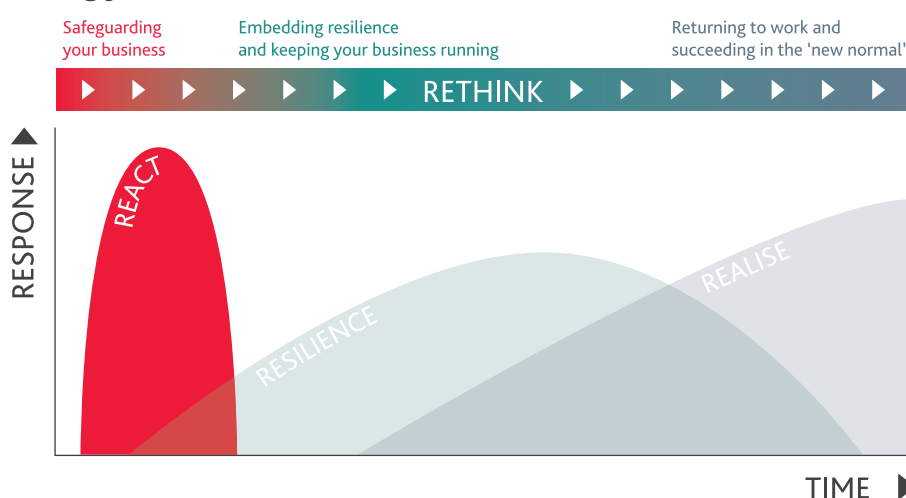 Safeguarding
your business
Embedding resilience
and keeping your business running
Returning to work and
succeeding in the 'new normal'
RETHINK
RESPONSE
REACT
RESILIENCE
REALISE
TIME